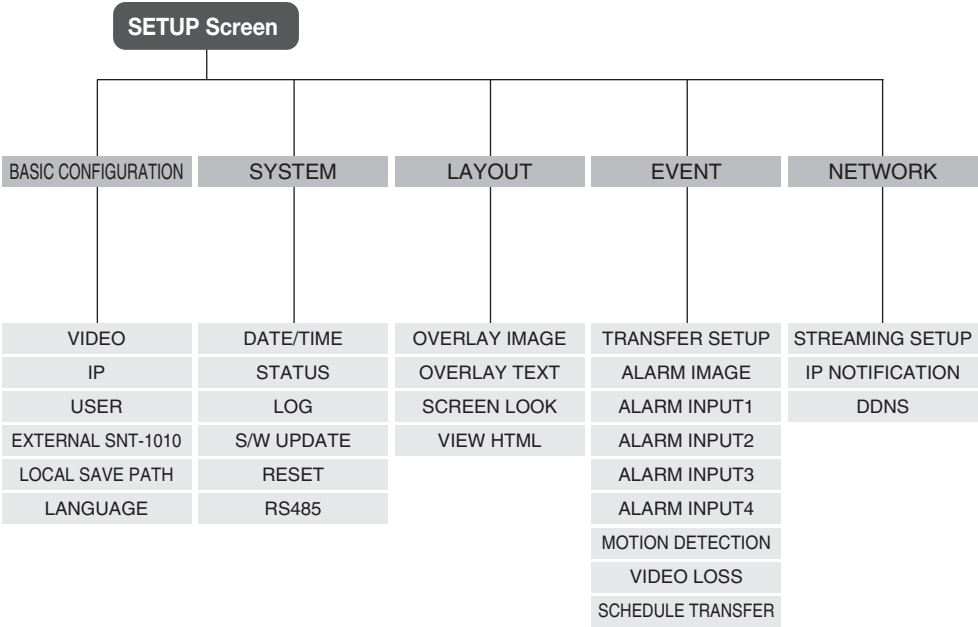 SETUP Screen
BASIC CONFIGURATION
VIDEO
IP
USER
EXTERNAL SNT-1010
LOCAL SAVE PATH
LANGUAGE
SYSTEM
DATE/TIME
STATUS
LOG
S/W UPDATE
RESET
RS485
LAYOUT
OVERLAY IMAGE
OVERLAY TEXT
SCREEN LOOK
VIEW HTML
EVENT
TRANSFER SETUP
ALARM IMAGE
ALARM INPUT1
ALARM INPUT2
ALARM INPUT3
ALARM INPUT4
MOTION DETECTION
VIDEO LOSS
SCHEDULE TRANSFER
NETWORK
STREAMING SETUP
IP NOTIFICATION
DDNS